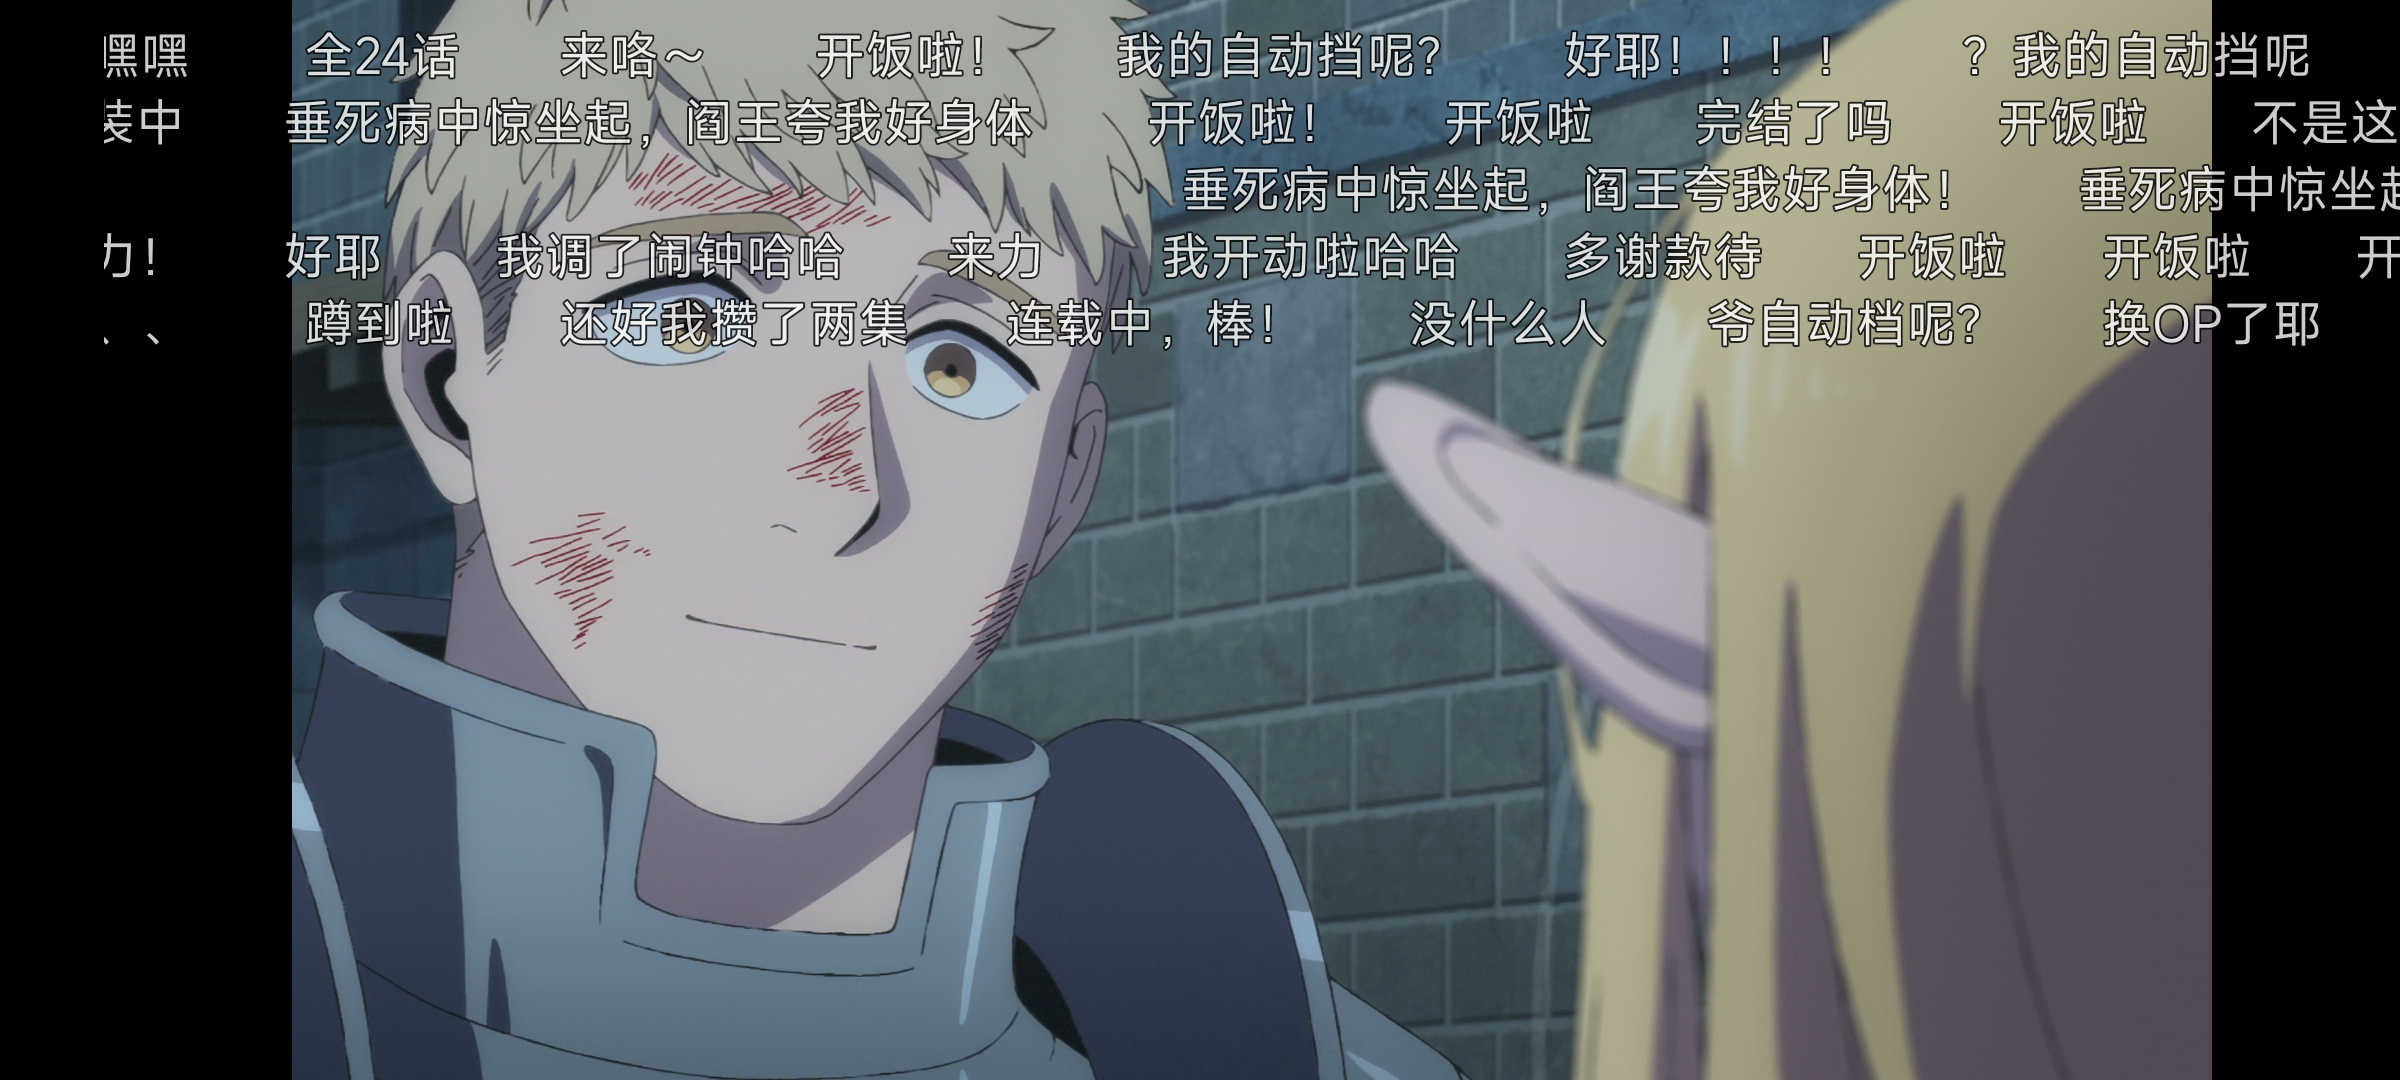 嘿嘿 全24话 来咯～ 开饭啦！ 我的自动挡呢？ 好耶！！！！ ？我的自动挡呢
装中 垂死病中惊坐起，阎王夸我好身体 开饭啦！ 开饭啦 完结了吗 开饭啦 不是这
垂死病中惊坐起，阎王夸我好身体！ 垂死病中惊坐起
力！ 好耶 我调了闹钟哈哈 来力 我开动啦哈哈 多谢款待 开饭啦 开饭啦 开
、、 蹲到啦 还好我攒了两集 连载中，棒！ 没什么人 爷自动档呢？ 换OP了耶